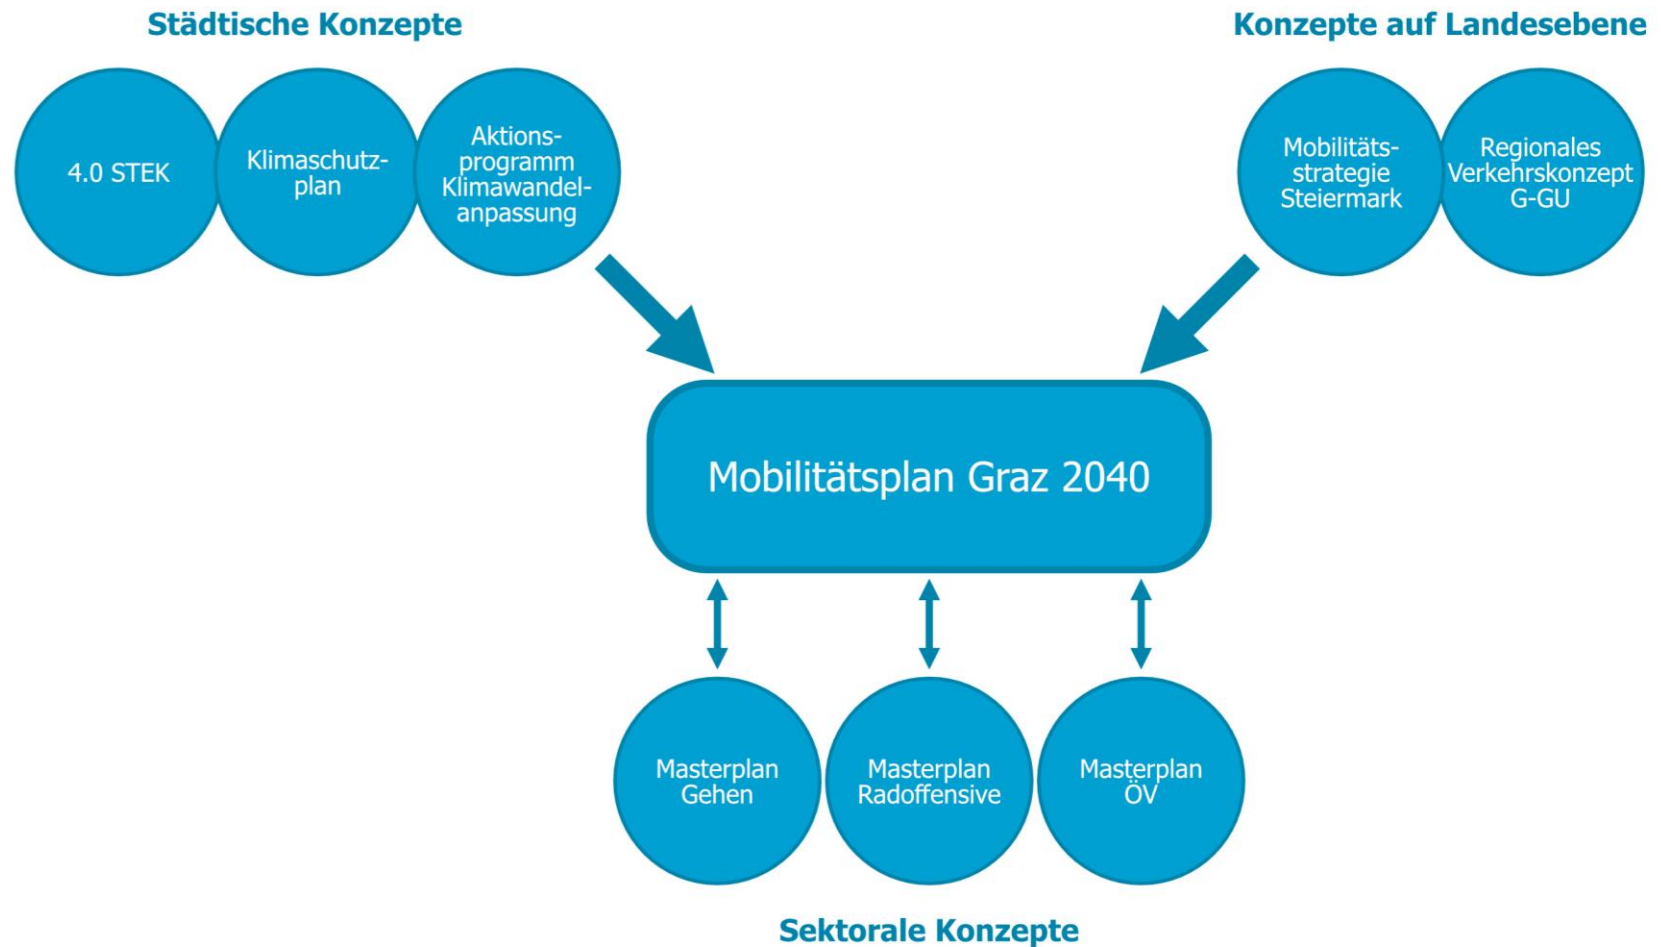 Städtische Konzepte
Konzepte auf Landesebene
4.0 STEK
Klimaschutz-
plan
Aktions-
programm
Klimawandel-
anpassung
Mobilitäts-
strategie
Steiermark
Regionales
Verkehrskonzept
G-GU
Mobilitätsplan Graz 2040
Masterplan
Gehen
Masterplan
Radoffensive
Masterplan
ÖV
Sektorale Konzepte